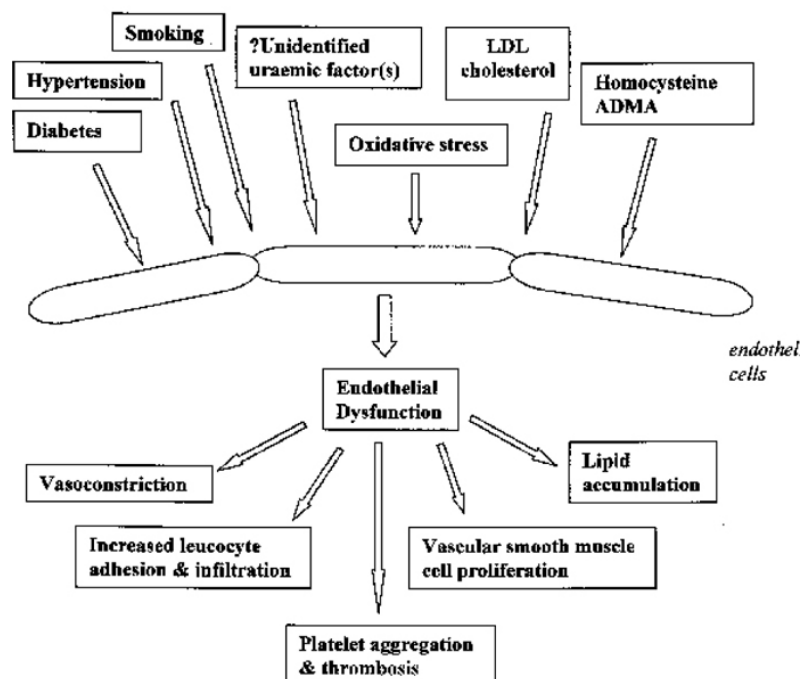 Smoking
?Unidentified
uraemic factor(s)
LDL
cholesterol
Hypertension
Homocysteine
ADMA
Diabetes
Oxidative stress
endotheli
cells
Endothelial
Dysfunction
Vasoconstriction
Lipid
accumulation
Increased leucocyte
adhesion & infiltration
Vascular smooth muscle
cell proliferation
Platelet aggregation
& thrombosis